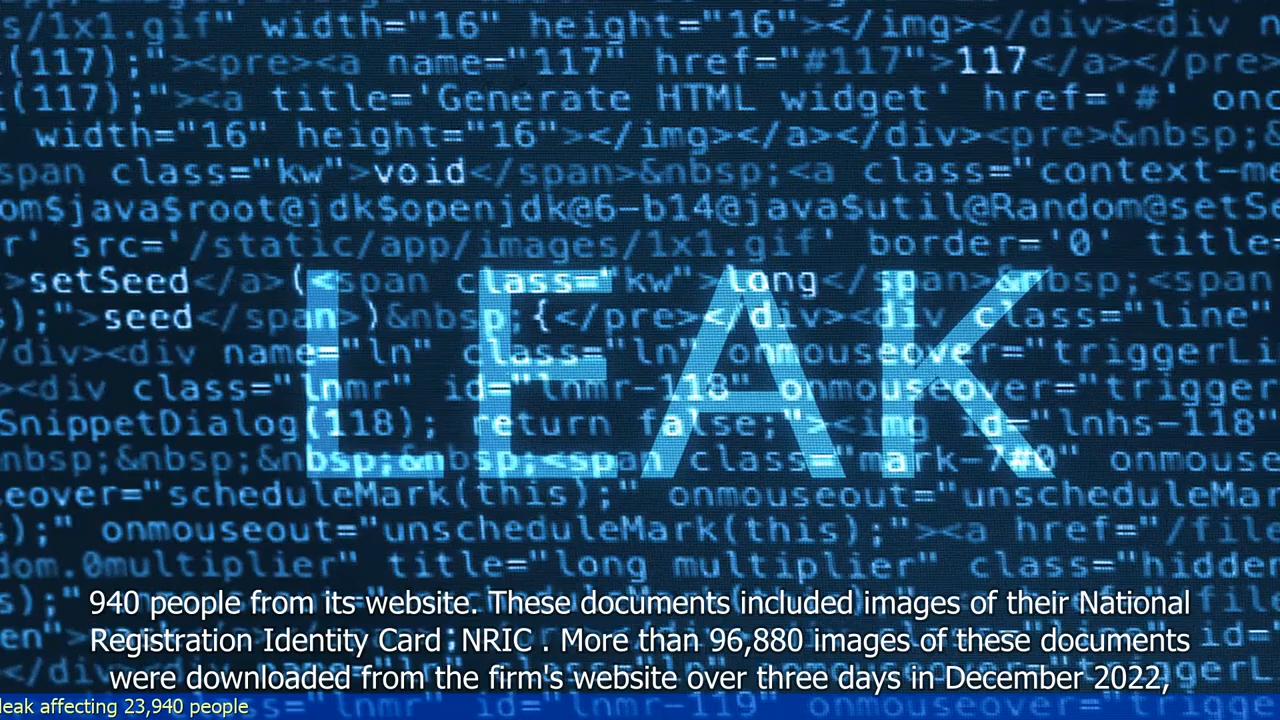 s/1x1.gif" width="16" height="16"></img></div><div n
(117);"><pre><a name="117" href="#117">117</a></pre>
t(117);"><a title='Generate HTML widget' href='#' onc
' width="16" height="16"></img></a></div><pre>&nbsp;&
span class="kw">void</span>&nbsp;<a class="context-me
om$java$root@jdk$openjdk@6-b14@java$util@Random@setSe
r' src='/static/app/images/1x1.gif' border='0' title=
>setSeed</a>(<span class="kw">long</span>&nbsp;<span
s);">seed</span>)&nbsp;{</pre></div><div class="line"
/div><div name="ln" class="ln" onmouseover="triggerLi
><div class="lnmr" id="lnmr-118" onmouseover="trigger
SnippetDialog(118); return false;"><img id="lnhs-118"
LEAK
nbsp;&nbsp;&nbsp;&nbsp;<span class="mark-7#0" onmouse
eover="scheduleMark(this);" onmouseout="unscheduleMar
s);" onmouseout="unscheduleMark(this);"><a href="/file
dom.0multiplier" title="long multiplier" class="hidden
940 people from its website. These documents included images of their National
Registration Identity Card NRIC . More than 96,880 images of these documents
were downloaded from the firm's website over three days in December 2022,
leak affecting 23,940 people